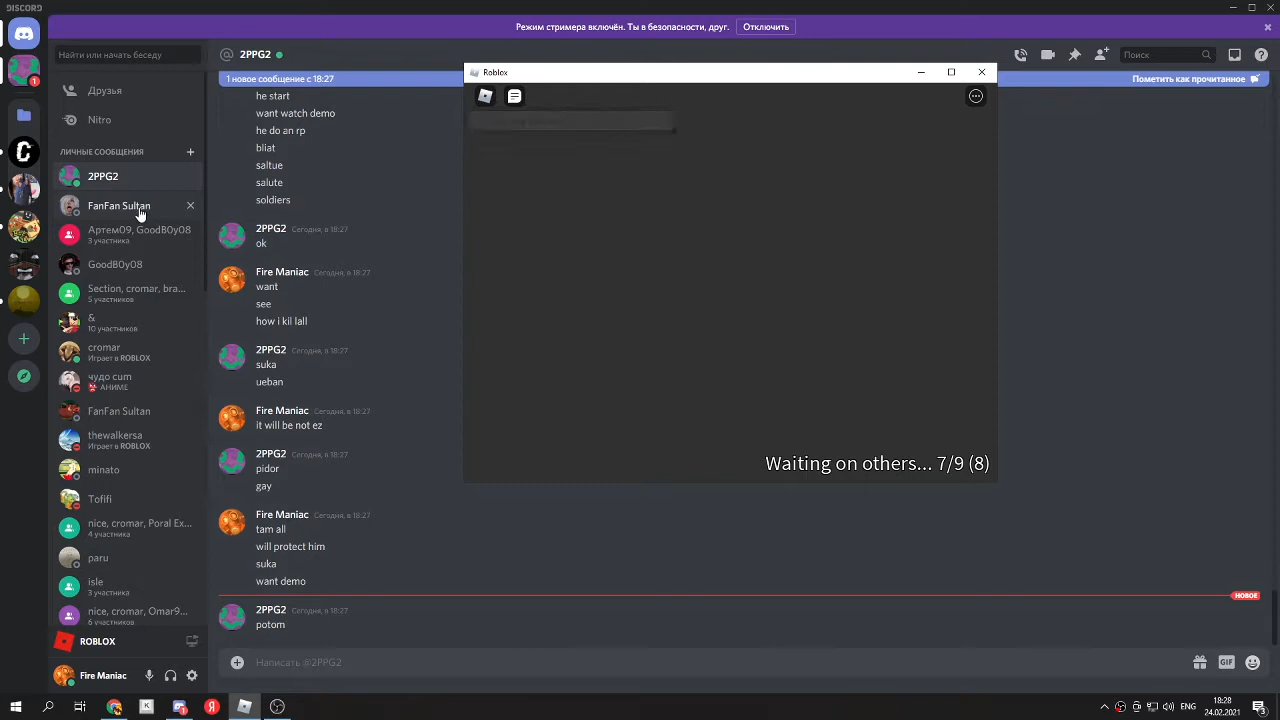 DISCORD
Режим стримера включён. Ты в безопасности, друг.
Отключить
Найти или начать беседу
2PPG2
Поиск
1
Друзья
Nitro
ЛИЧНЫЕ СООБЩЕНИЯ
2PPG2
FanFan Sultan
Артем09, GoodB0y08
3 участника
GoodB0y08
Section, cromar, bra...
5 участников
&
10 участников
cromar
Играет в ROBLOX
чудо cum
АНИМЕ
FanFan Sultan
thewalkersa
Играет в ROBLOX
minato
Tofifi
nice, cromar, Poral Ex...
4 участника
paru
isle
3 участника
nice, cromar, Omar9...
6 участников
ROBLOX
Fire Maniac
1 новое сообщение с 18:27
Пометить как прочитанное
he start
want watch demo
he do an rp
bliat
saltue
salute
soldiers
2PPG2 Сегодня, в 18:27
ok
Fire Maniac Сегодня, в 18:27
want
see
how i kil lall
2PPG2 Сегодня, в 18:27
suka
ueban
Fire Maniac Сегодня, в 18:27
it will be not ez
2PPG2 Сегодня, в 18:27
pidor
gay
Fire Maniac Сегодня, в 18:27
tam all
will protect him
suka
want demo
НОВОЕ
2PPG2 Сегодня, в 18:27
potom
Написать @2PPG2
GIF
Roblox
Waiting on others... 7/9 (8)
K
1
Я
ENG
18:28
24.02.2021
3